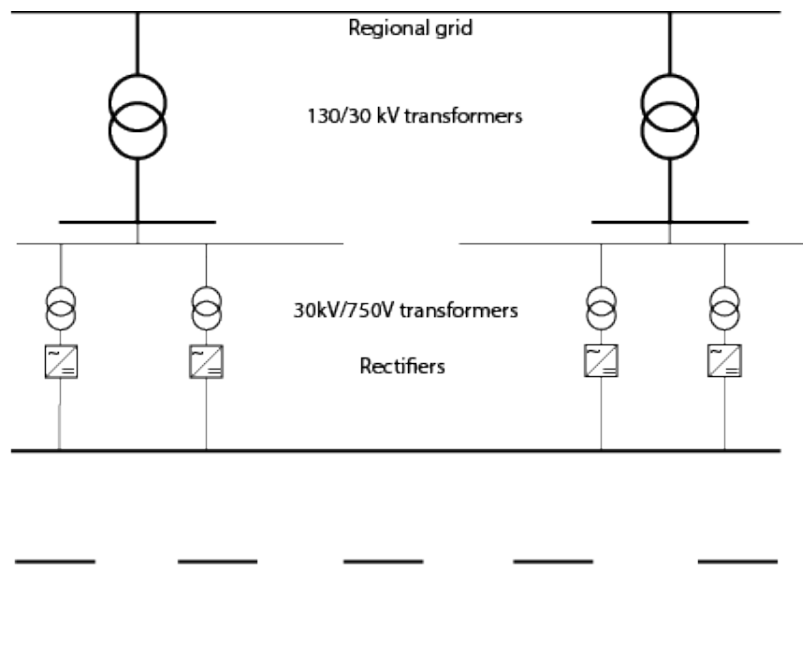 Regional grid
130/30 kV transformers
30kV/750V transformers
Rectifiers